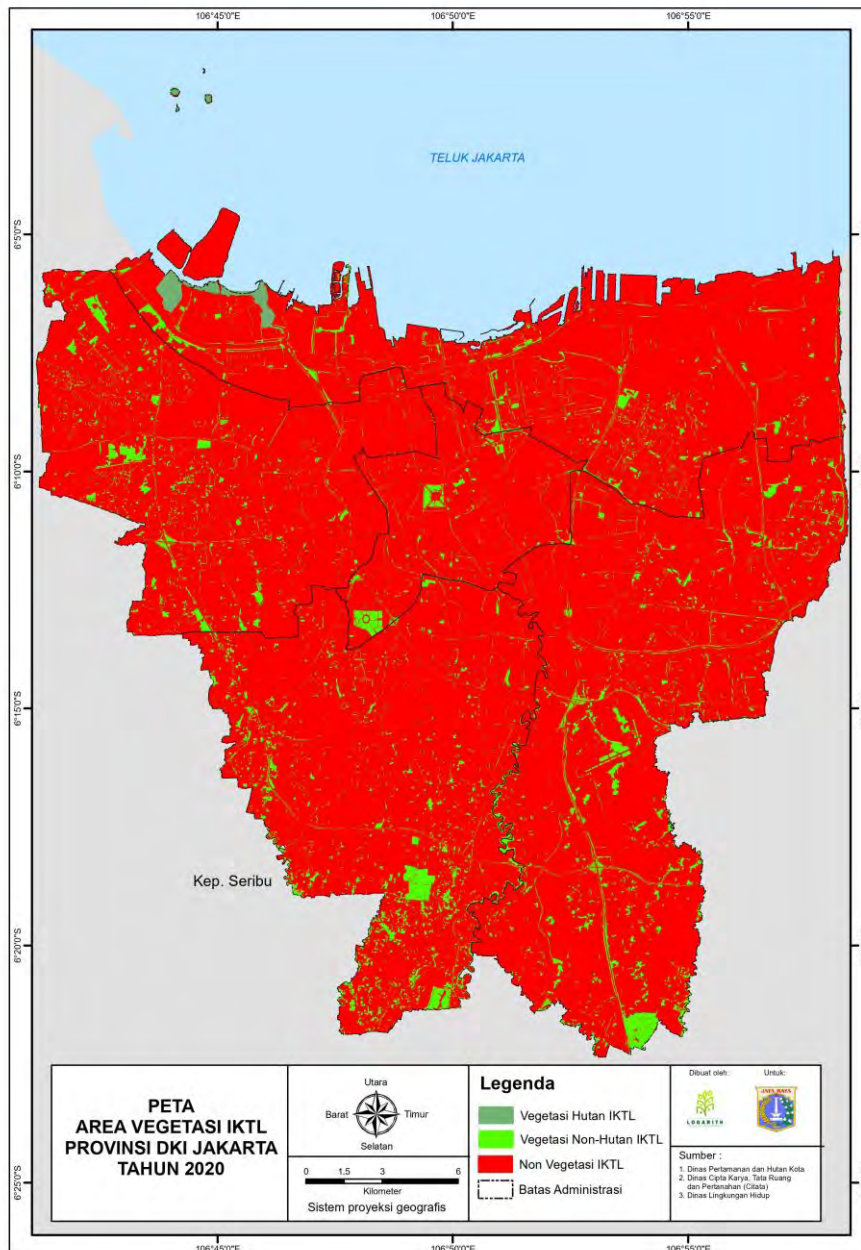 106°45'0"E 106°50'0"E 106°55'0"E
TELUK JAKARTA
6°5'0"S
6°10'0"S
6°15'0"S
Kep. Seribu
6°20'0"S
6°25'0"S
PETA
AREA VEGETASI IKTL
PROVINSI DKI JAKARTA
TAHUN 2020
Utara
Barat Timur
Selatan
0 1.5 3 6
Kilometer
Sistem proyeksi geografis
Legenda
Vegetasi Hutan IKTL
Vegetasi Non-Hutan IKTL
Non Vegetasi IKTL
Batas Administrasi
Dibuat oleh: Untuk:
LOGARITH
JAYA RAYA
Sumber :
1. Dinas Pertamanan dan Hutan Kota
2. Dinas Cipta Karya, Tata Ruang
dan Pertanahan (Citata)
3. Dinas Lingkungan Hidup
106°45'0"E 106°50'0"E 106°55'0"E